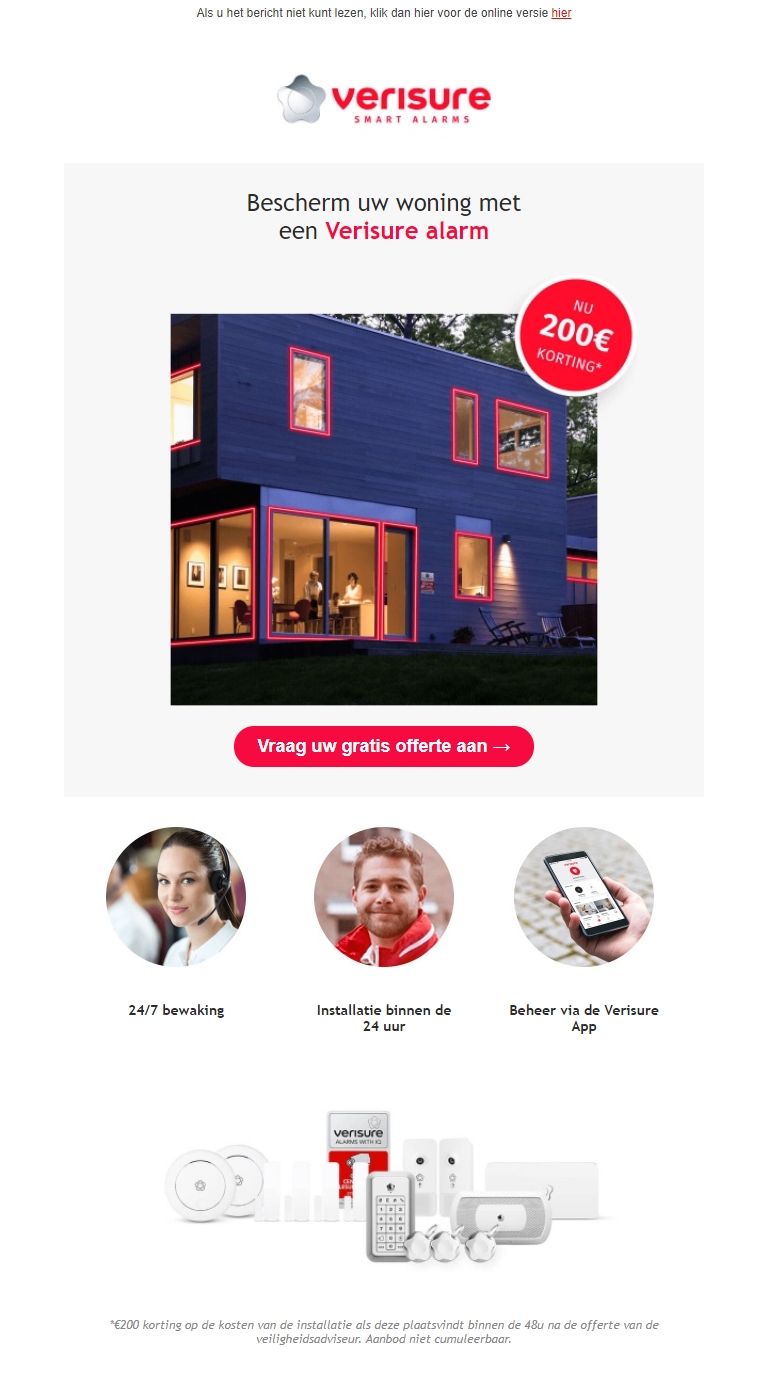 Als u het bericht niet kunt lezen, klik dan hier voor de online versie hier
verisure
SMART ALARMS
Bescherm uw woning met
een Verisure alarm
NU
200€
KORTING*
Vraag uw gratis offerte aan →
24/7 bewaking
Installatie binnen de
24 uur
Beheer via de Verisure
App
verisure
ALARMS WITH IQ
*€200 korting op de kosten van de installatie als deze plaatsvindt binnen de 48u na de offerte van de
veiligheidsadviseur. Aanbod niet cumuleerbaar.